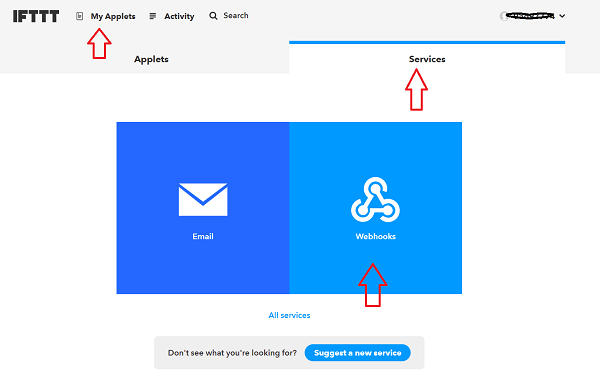 IFTTT My Applets Activity Search
Applets Services
Email Webhooks
All services
Don't see what you're looking for? Suggest a new service